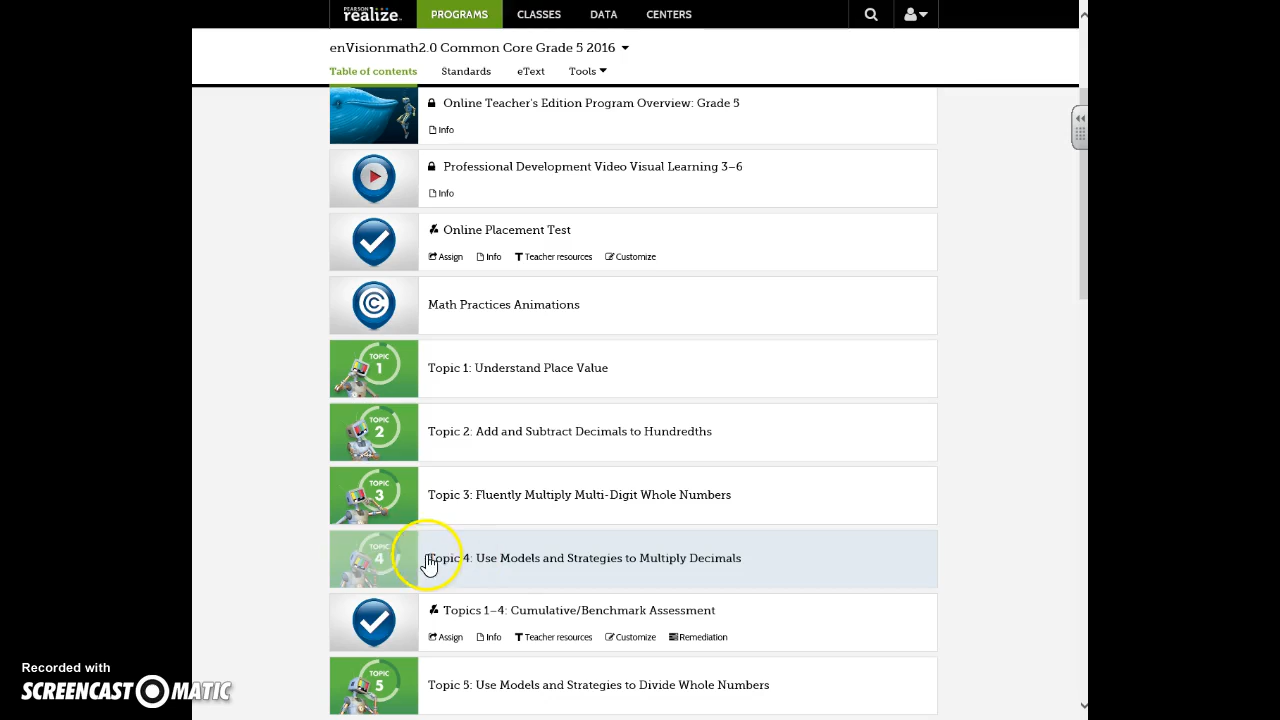 PEARSON
realize™
PROGRAMS CLASSES DATA CENTERS
enVisionmath2.0 Common Core Grade 5 2016
Table of contents Standards eText Tools
Online Teacher's Edition Program Overview: Grade 5
Info
Professional Development Video Visual Learning 3–6
Info
Online Placement Test
Assign Info Teacher resources Customize
Math Practices Animations
TOPIC
1
Topic 1: Understand Place Value
TOPIC
2
Topic 2: Add and Subtract Decimals to Hundredths
TOPIC
3
Topic 3: Fluently Multiply Multi-Digit Whole Numbers
TOPIC
4
Topic 4: Use Models and Strategies to Multiply Decimals
Topics 1–4: Cumulative/Benchmark Assessment
Assign Info Teacher resources Customize Remediation
TOPIC
5
Topic 5: Use Models and Strategies to Divide Whole Numbers
Recorded with
SCREENCAST MATIC